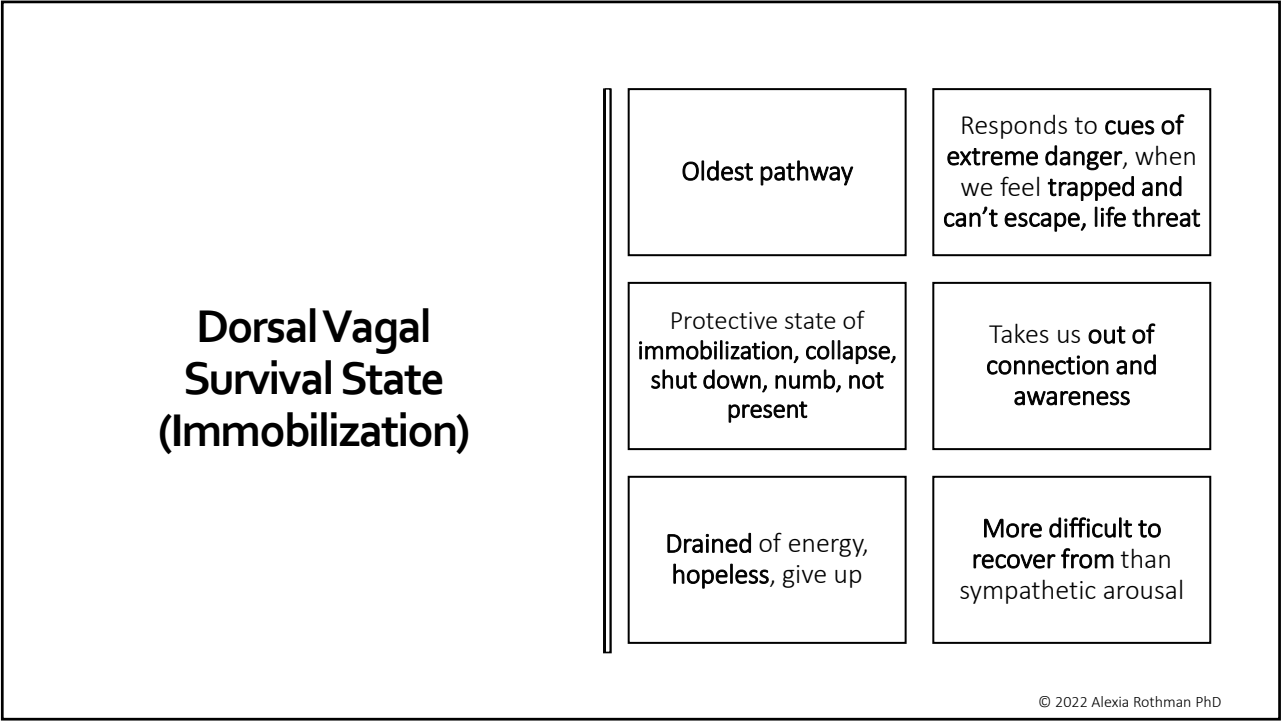 Dorsal Vagal
Survival State
(Immobilization)
Oldest pathway
Responds to cues of
extreme danger, when
we feel trapped and
can’t escape, life threat
Protective state of
immobilization, collapse,
shut down, numb, not
present
Takes us out of
connection and
awareness
Drained of energy,
hopeless, give up
More difficult to
recover from than
sympathetic arousal
© 2022 Alexia Rothman PhD